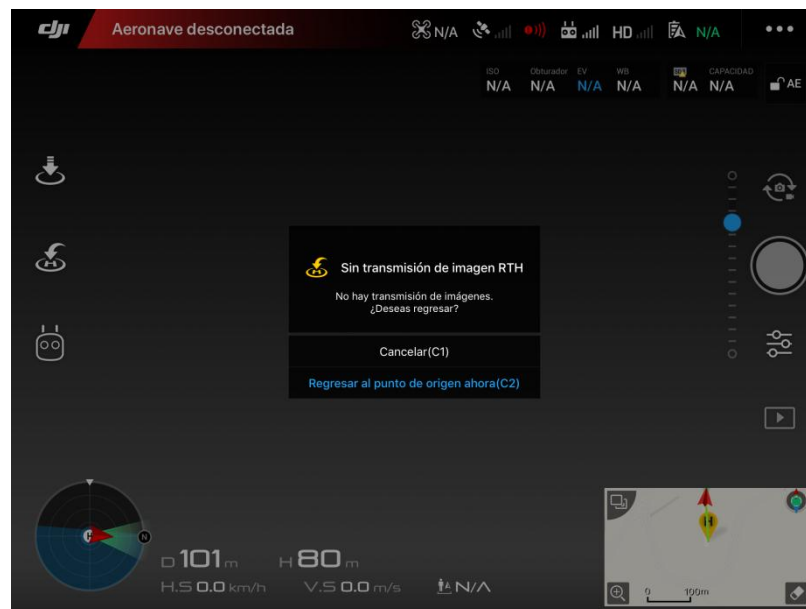 dji Aeronave desconectada N/A HD N/A
ISO Obturador EV WB CAPACIDAD
N/A N/A N/A N/A N/A N/A AE
Sin transmisión de imagen RTH
No hay transmisión de imágenes.
¿Deseas regresar?
Cancelar(C1)
Regresar al punto de origen ahora(C2)
N
H
H
D 101 m H 80 m
H.S 0.0 km/h V.S 0.0 m/s N/A
0 100m